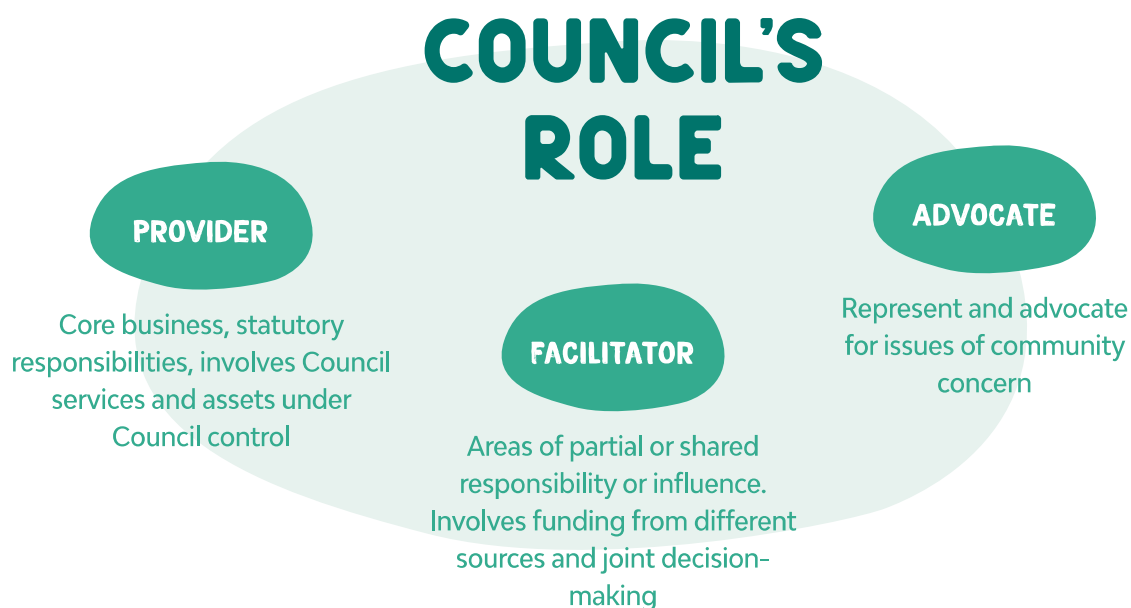 COUNCIL'S
ROLE
PROVIDER
Core business, statutory
responsibilities, involves Council
services and assets under
Council control
FACILITATOR
Areas of partial or shared
responsibility or influence.
Involves funding from different
sources and joint decision-
making
ADVOCATE
Represent and advocate
for issues of community
concern